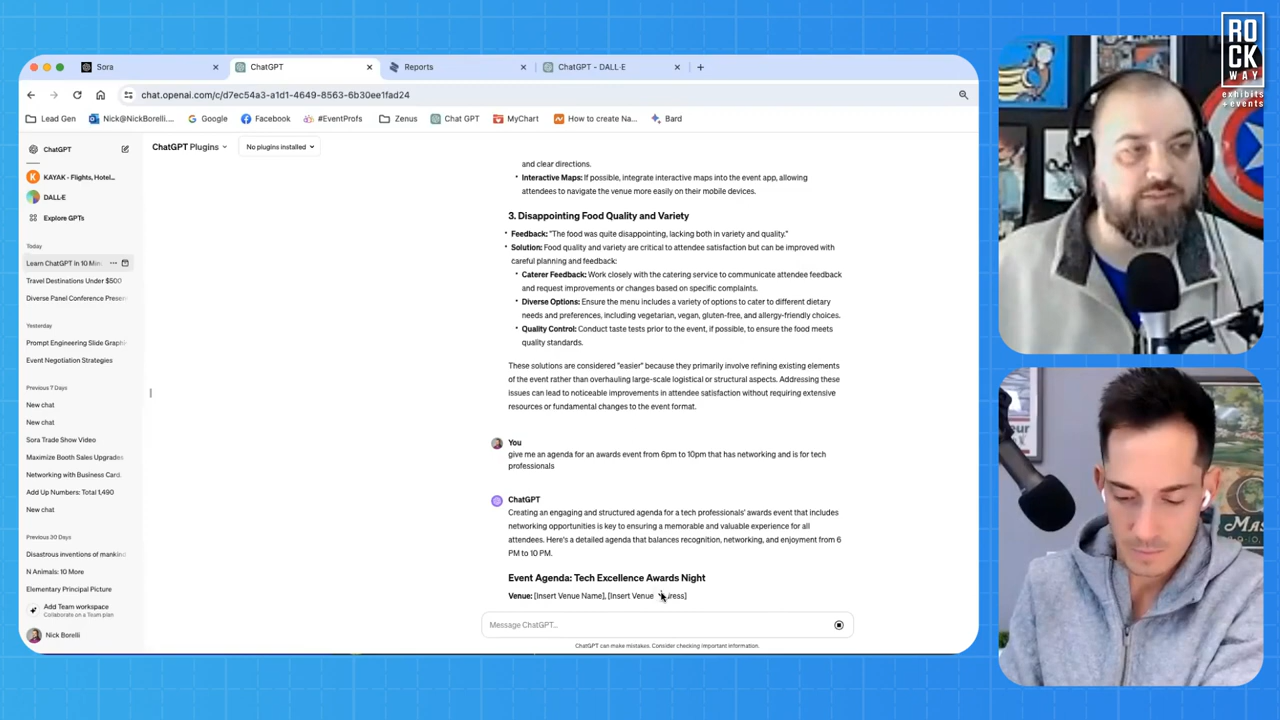 ROCK
WAY
exhibits
+events
Sora
ChatGPT
Reports
ChatGPT - DALL·E
chat.openai.com/c/d7ec54a3-a1d1-4649-8563-6b30ee1fad24
Lead Gen
Nick@NickBorelli....
Google
Facebook
#EventProfs
Zenus
Chat GPT
MyChart
How to create Na...
Bard
ChatGPT
KAYAK - Flights, Hotel...
DALL·E
Explore GPTs
Today
Learn ChatGPT in 10 Min
Travel Destinations Under $500
Diverse Panel Conference Presen
Yesterday
Prompt Engineering Slide Graphi
Event Negotiation Strategies
Previous 7 Days
New chat
New chat
Sora Trade Show Video
Maximize Booth Sales Upgrades
Networking with Business Card.
Add Up Numbers: Total 1,490
New chat
Previous 30 Days
Disastrous inventions of mankind
N Animals: 10 More
Elementary Principal Picture
Add Team workspace
Collaborate on a Team plan
Nick Borelli
ChatGPT Plugins
No plugins installed
and clear directions.
• Interactive Maps: If possible, integrate interactive maps into the event app, allowing
attendees to navigate the venue more easily on their mobile devices.
3. Disappointing Food Quality and Variety
• Feedback: "The food was quite disappointing, lacking both in variety and quality."
• Solution: Food quality and variety are critical to attendee satisfaction but can be improved with
careful planning and feedback:
• Caterer Feedback: Work closely with the catering service to communicate attendee feedback
and request improvements or changes based on specific complaints.
• Diverse Options: Ensure the menu includes a variety of options to cater to different dietary
needs and preferences, including vegetarian, vegan, gluten-free, and allergy-friendly choices.
• Quality Control: Conduct taste tests prior to the event, if possible, to ensure the food meets
quality standards.
These solutions are considered "easier" because they primarily involve refining existing elements
of the event rather than overhauling large-scale logistical or structural aspects. Addressing these
issues can lead to noticeable improvements in attendee satisfaction without requiring extensive
resources or fundamental changes to the event format.
You
give me an agenda for an awards event from 6pm to 10pm that has networking and is for tech
professionals
ChatGPT
Creating an engaging and structured agenda for a tech professionals' awards event that includes
networking opportunities is key to ensuring a memorable and valuable experience for all
attendees. Here's a detailed agenda that balances recognition, networking, and enjoyment from 6
PM to 10 PM.
Event Agenda: Tech Excellence Awards Night
Venue: [Insert Venue Name], [Insert Venue
Message ChatGPT...
ChatGPT can make mistakes. Consider checking important information.